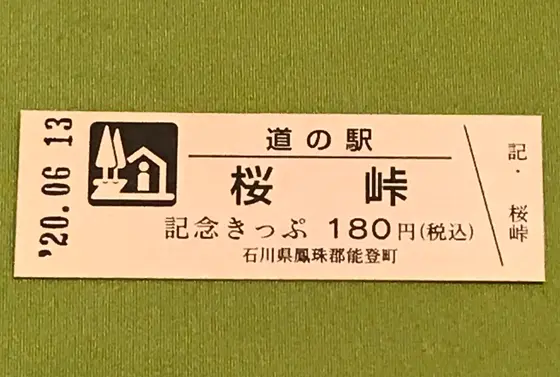 '20.06 13
道の駅
桜 峠
記念きっぷ 180円(税込)
石川県鳳珠郡能登町
記・桜峠